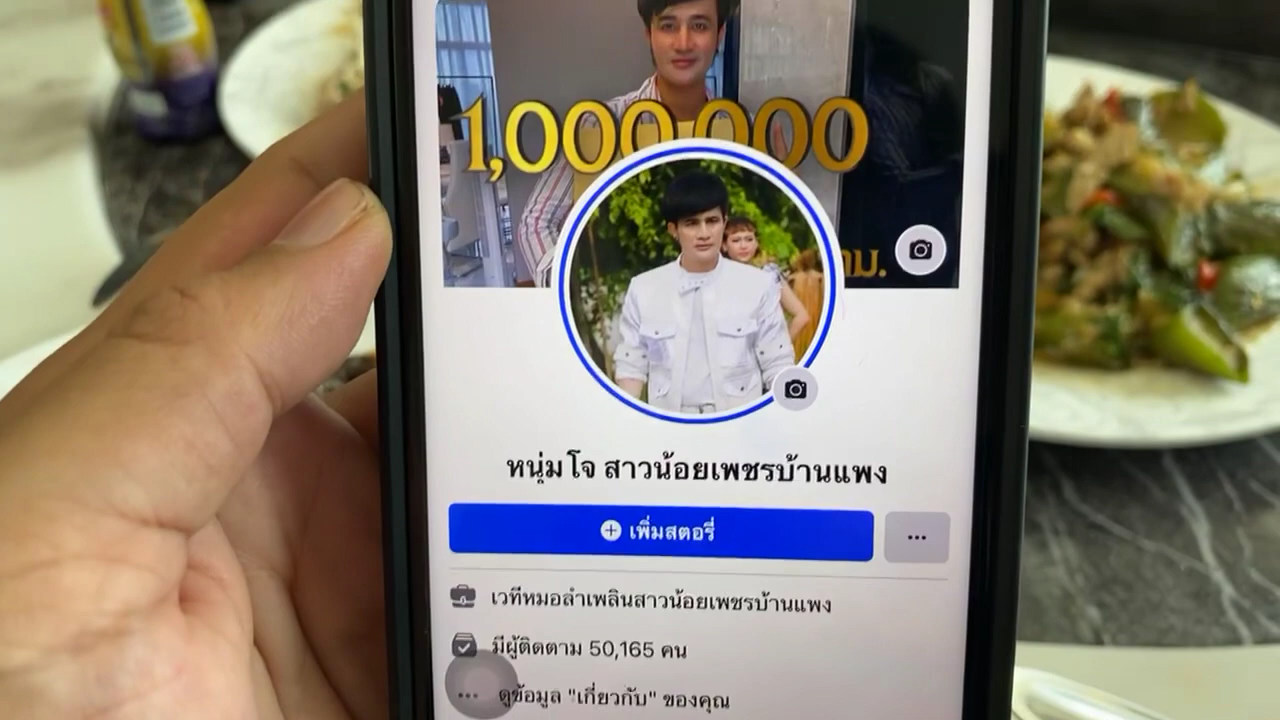 1,000,000
าม.
หนุ่ม โจ สาวน้อยเพชรบ้านแพง
เพิ่มสตอรี่
เวทีหมอลำเพลินสาวน้อยเพชรบ้านแพง
มีผู้ติดตาม 50,165 คน
ดูข้อมูล "เกี่ยวกับ" ของคุณ